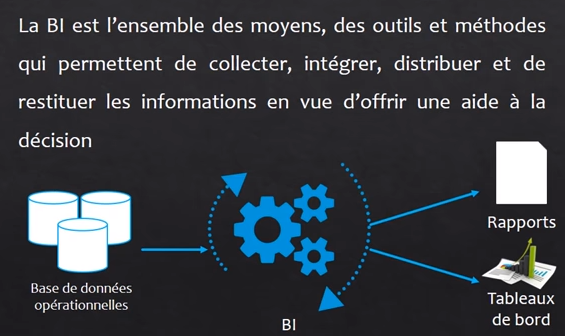 La BI est l’ensemble des moyens, des outils et méthodes
qui permettent de collecter, intégrer, distribuer et de
restituer les informations en vue d’offrir une aide à la
décision
Rapports
Base de données
opérationnelles
Tableaux
de bord
BI